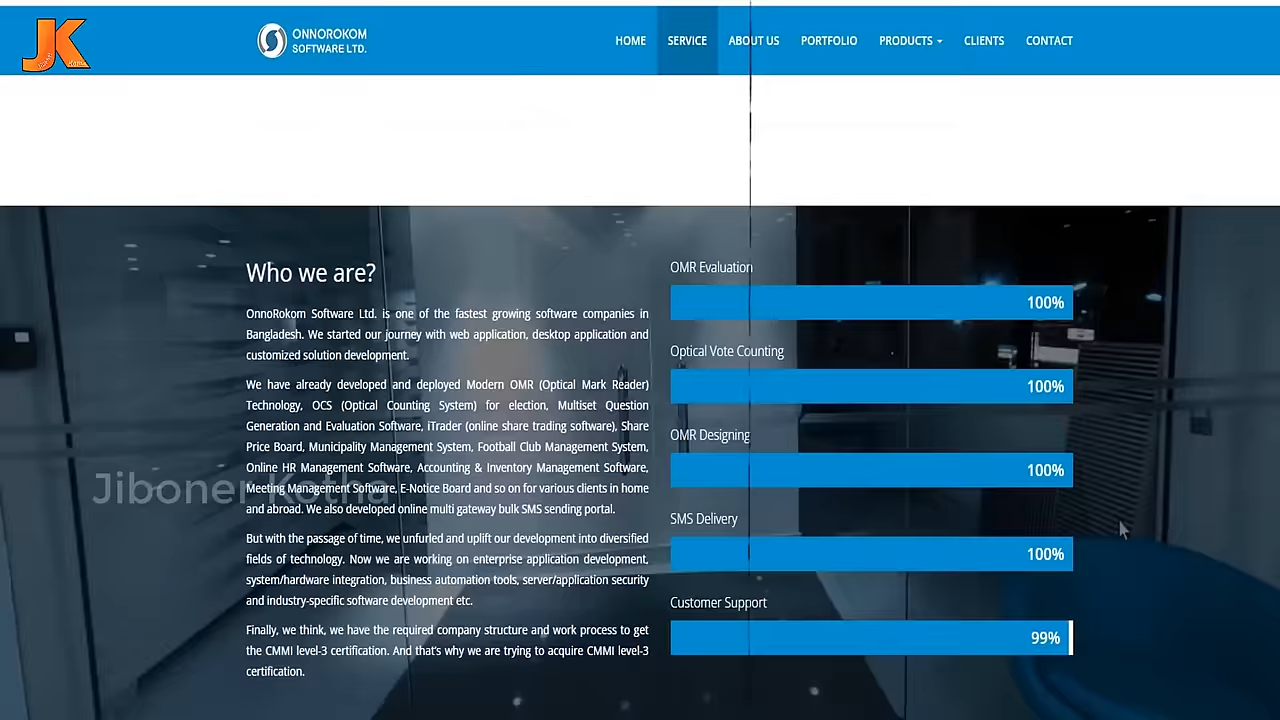 JK
ONNOROKOM
SOFTWARE LTD.
HOME SERVICE ABOUT US PORTFOLIO PRODUCTS CLIENTS CONTACT
Who we are?
OnnoRokom Software Ltd. is one of the fastest growing software companies in
Bangladesh. We started our journey with web application, desktop application and
customized solution development.
We have already developed and deployed Modern OMR (Optical Mark Reader)
Technology, OCS (Optical Counting System) for election, Multiset Question
Generation and Evaluation Software, iTrader (online share trading software), Share
Price Board, Municipality Management System, Football Club Management System,
Online HR Management Software, Accounting & Inventory Management Software,
Meeting Management Software, E-Notice Board and so on for various clients in home
and abroad. We also developed online multi gateway bulk SMS sending portal.
But with the passage of time, we unfurled and uplift our development into diversified
fields of technology. Now we are working on enterprise application development,
system/hardware integration, business automation tools, server/application security
and industry-specific software development etc.
Finally, we think, we have the required company structure and work process to get
the CMMI level-3 certification. And that's why we are trying to acquire CMMI level-3
certification.
Jiboner Kotha
OMR Evaluation
100%
Optical Vote Counting
100%
OMR Designing
100%
SMS Delivery
100%
Customer Support
99%